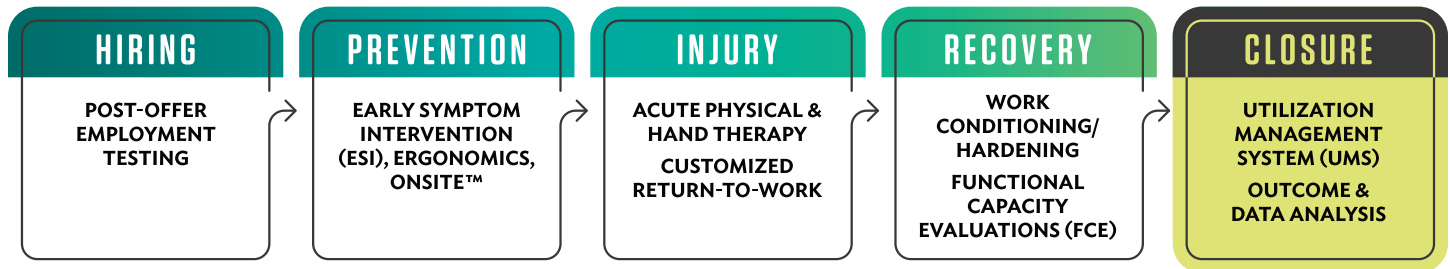 HIRING
POST-OFFER
EMPLOYMENT
TESTING
PREVENTION
EARLY SYMPTOM
INTERVENTION
(ESI), ERGONOMICS,
ONSITE™
INJURY
ACUTE PHYSICAL &
HAND THERAPY
CUSTOMIZED
RETURN-TO-WORK
RECOVERY
WORK
CONDITIONING/
HARDENING
FUNCTIONAL
CAPACITY
EVALUATIONS (FCE)
CLOSURE
UTILIZATION
MANAGEMENT
SYSTEM (UMS)
OUTCOME &
DATA ANALYSIS